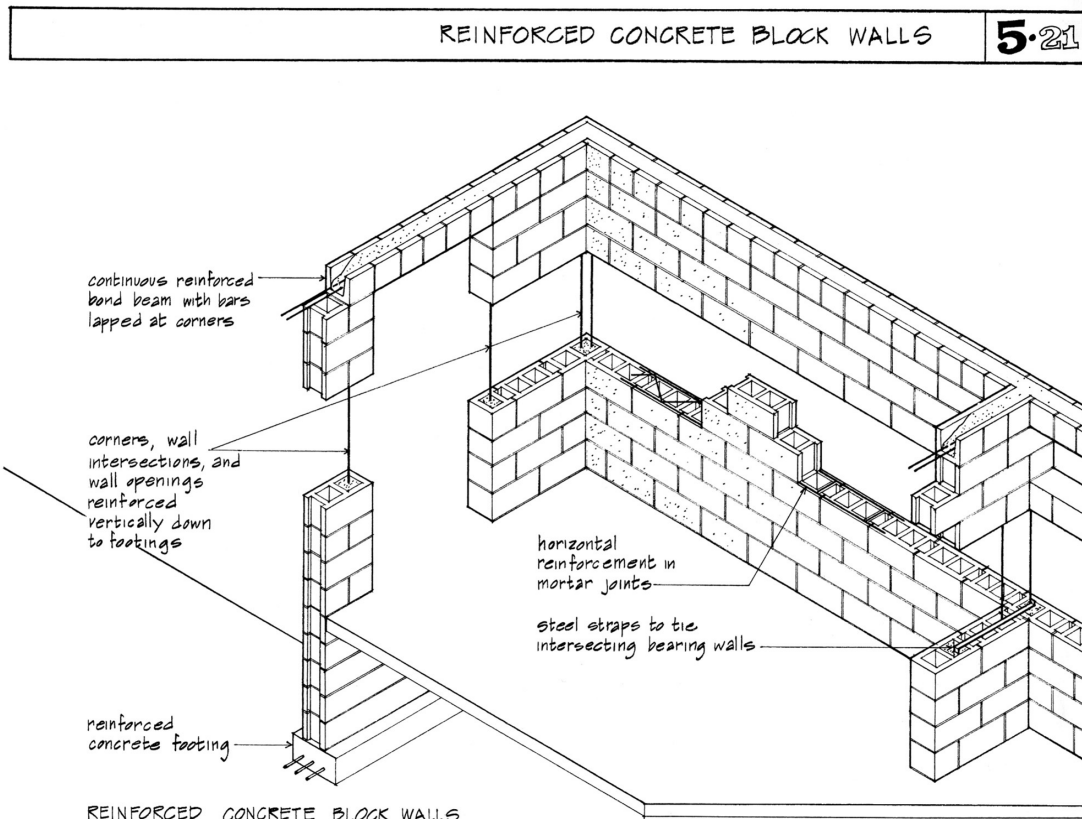 REINFORCED CONCRETE BLOCK WALLS 5·21
continuous reinforced
bond beam with bars
lapped at corners
corners, wall
intersections, and
wall openings
reinforced
vertically down
to footings
horizontal
reinforcement in
mortar joints
steel straps to tie
intersecting bearing walls
reinforced
concrete footing
REINFORCED CONCRETE BLOCK WALLS